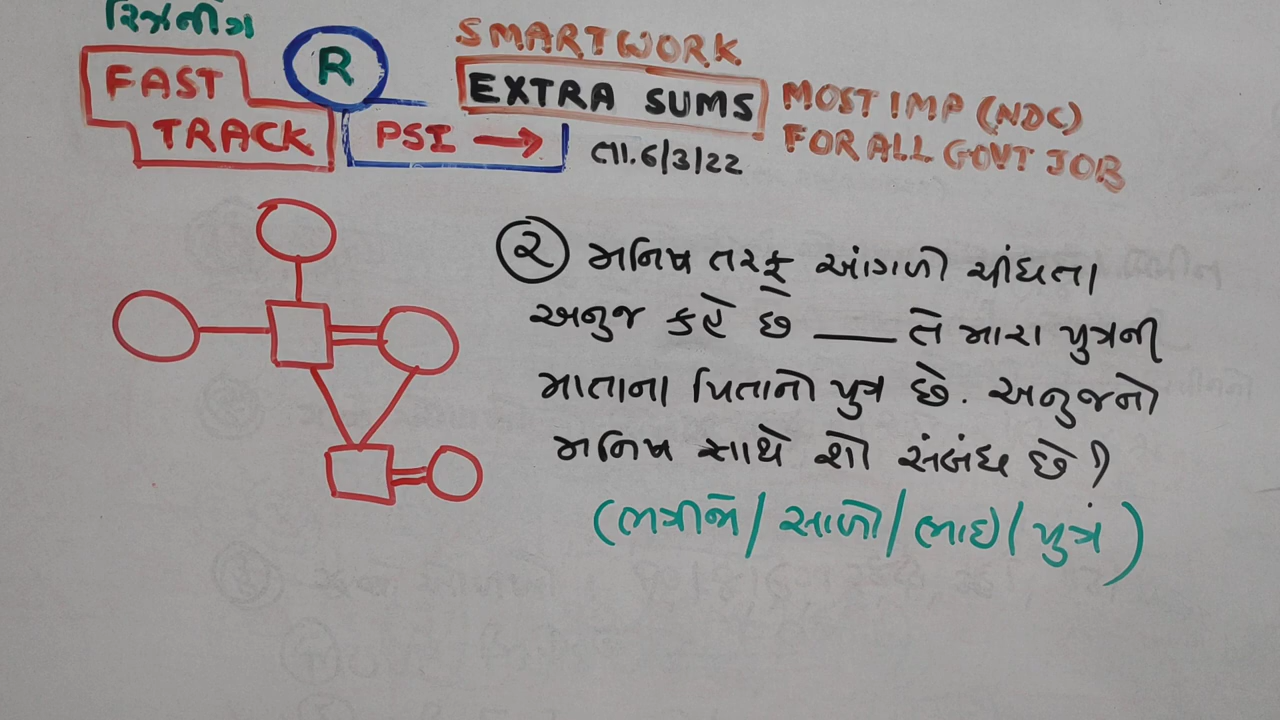 રિઝનીંગ
FAST
TRACK
R
PSI →
SMARTWORK
EXTRA SUMS
તા.6/3/22
MOST IMP (NDC)
FOR ALL GOVT JOB
૨ મનિષ તરફ આંગળી ચીંધતા
અનુજ કહે છે ___ તે મારા પુત્રની
માતાના પિતાનો પુત્ર છે. અનુજનો
મનિષ સાથે શો સંબંધ છે?
(ભત્રીજો/સાળો/ભાઇ/પુત્ર)